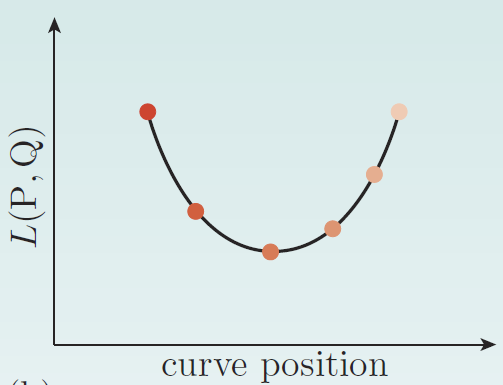 L(P, Q)
curve position